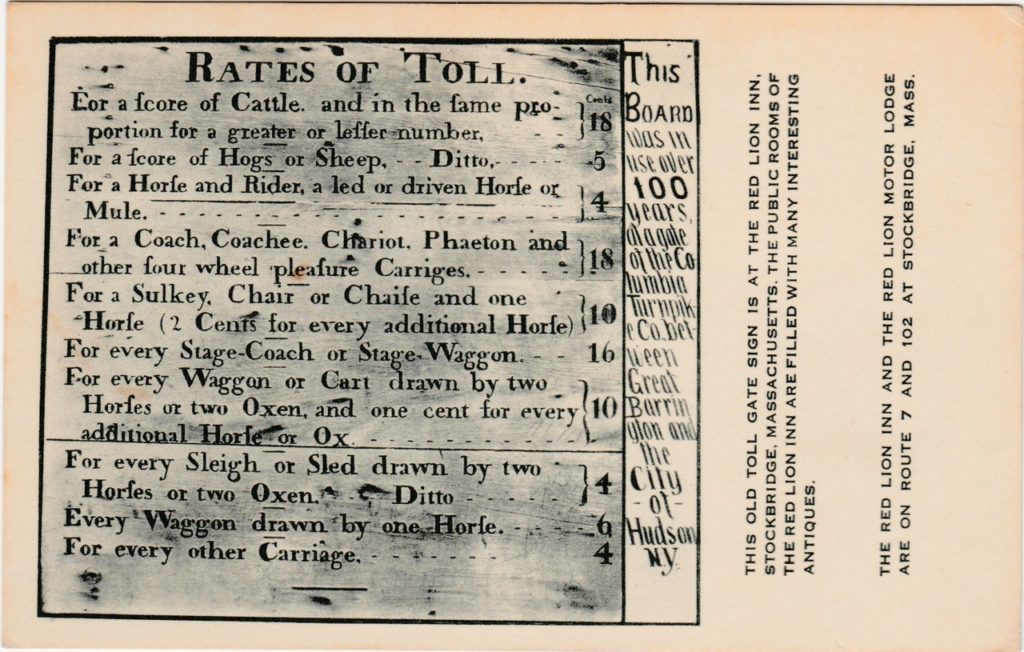 RATES OF TOLL.
Cents
For a ſcore of Cattle. and in the ſame pro-
portion for a greater or leſſer number, - - 18
For a ſcore of Hogs or Sheep, - - Ditto, - - - - 5
For a Horſe and Rider, a led or driven Horſe or
Mule. - - - - - - - - - - - - - - - - 4
For a Coach, Coachee. Chariot, Phaeton and
other four wheel pleaſure Carriges. - - - - - 18
For a Sulkey, Chair or Chaiſe and one
Horſe (2 Cents for every additional Horſe) 10
For every Stage-Coach or Stage-Waggon. - - 16
For every Waggon or Cart drawn by two
Horſes or two Oxen, and one cent for every 10
additional Horſe or Ox - - - - - - - - - -
For every Sleigh or Sled drawn by two
Horſes or two Oxen. - - Ditto - - - - - 4
Every Waggon drawn by one Horſe. - - - - 6
For every other Carriage. - - - - - - - - 4
This
BOARD
was in
use over
100
years,
at a gate
of the Co
lumbia
Turnpik
e Co. bet
ween
Great
Barrin
gton and
the
City
- of -
Hudson
NY
THIS OLD TOLL GATE SIGN IS AT THE RED LION INN,
STOCKBRIDGE, MASSACHUSETTS. THE PUBLIC ROOMS OF
THE RED LION INN ARE FILLED WITH MANY INTERESTING
ANTIQUES.
THE RED LION INN AND THE RED LION MOTOR LODGE
ARE ON ROUTE 7 AND 102 AT STOCKBRIDGE, MASS.